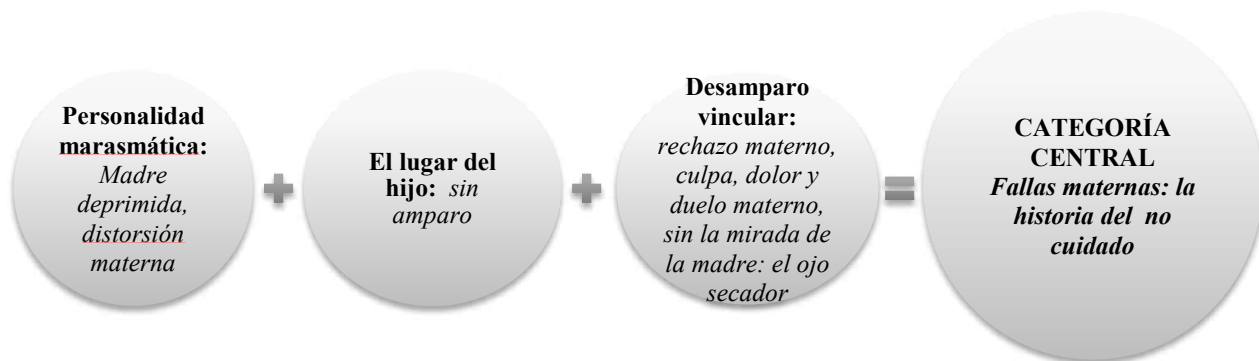 Personalidad
marasmática:
Madre
deprimida,
distorsión
materna
+
El lugar del
hijo: sin
amparo
+
Desamparo
vincular:
rechazo materno,
culpa, dolor y
duelo materno,
sin la mirada de
la madre: el ojo
secador
=
CATEGORÍA
CENTRAL
Fallas maternas: la
historia del no
cuidado